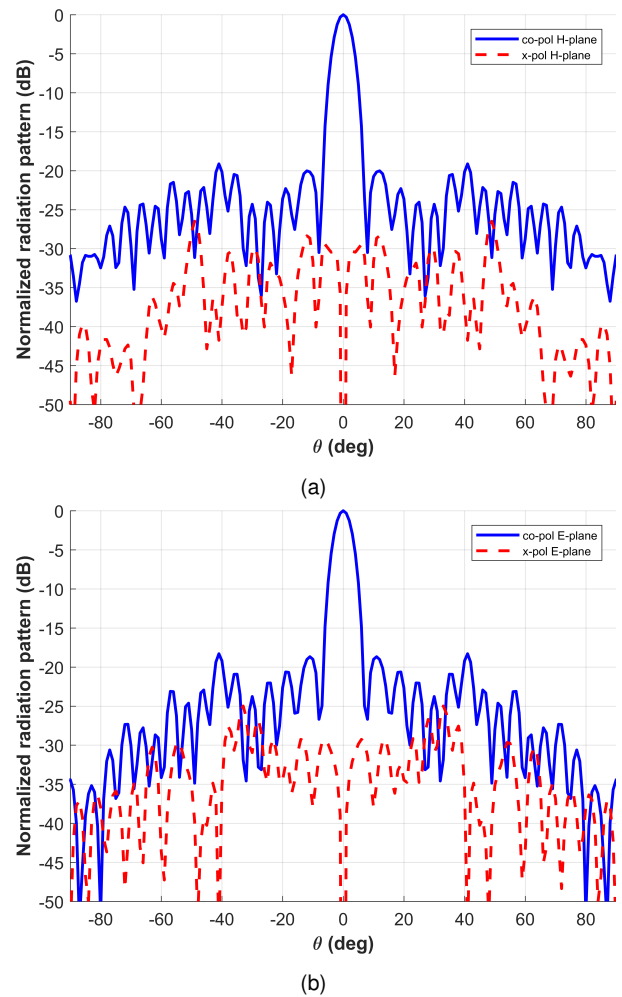 0
-5
-10
-15
-20
-25
-30
-35
-40
-45
-50
Normalized radiation pattern (dB)
co-pol H-plane
x-pol H-plane
-80 -60 -40 -20 0 20 40 60 80
θ (deg)
(a)
0
-5
-10
-15
-20
-25
-30
-35
-40
-45
-50
Normalized radiation pattern (dB)
co-pol E-plane
x-pol E-plane
-80 -60 -40 -20 0 20 40 60 80
θ (deg)
(b)